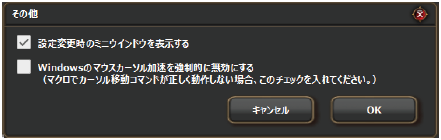 その他
設定変更時のミニウインドウを表示する
Windowsのマウスカーソル加速を強制的に無効にする
（マクロでカーソル移動コマンドが正しく動作しない場合、このチェックを入れてください。）
キャンセル
OK